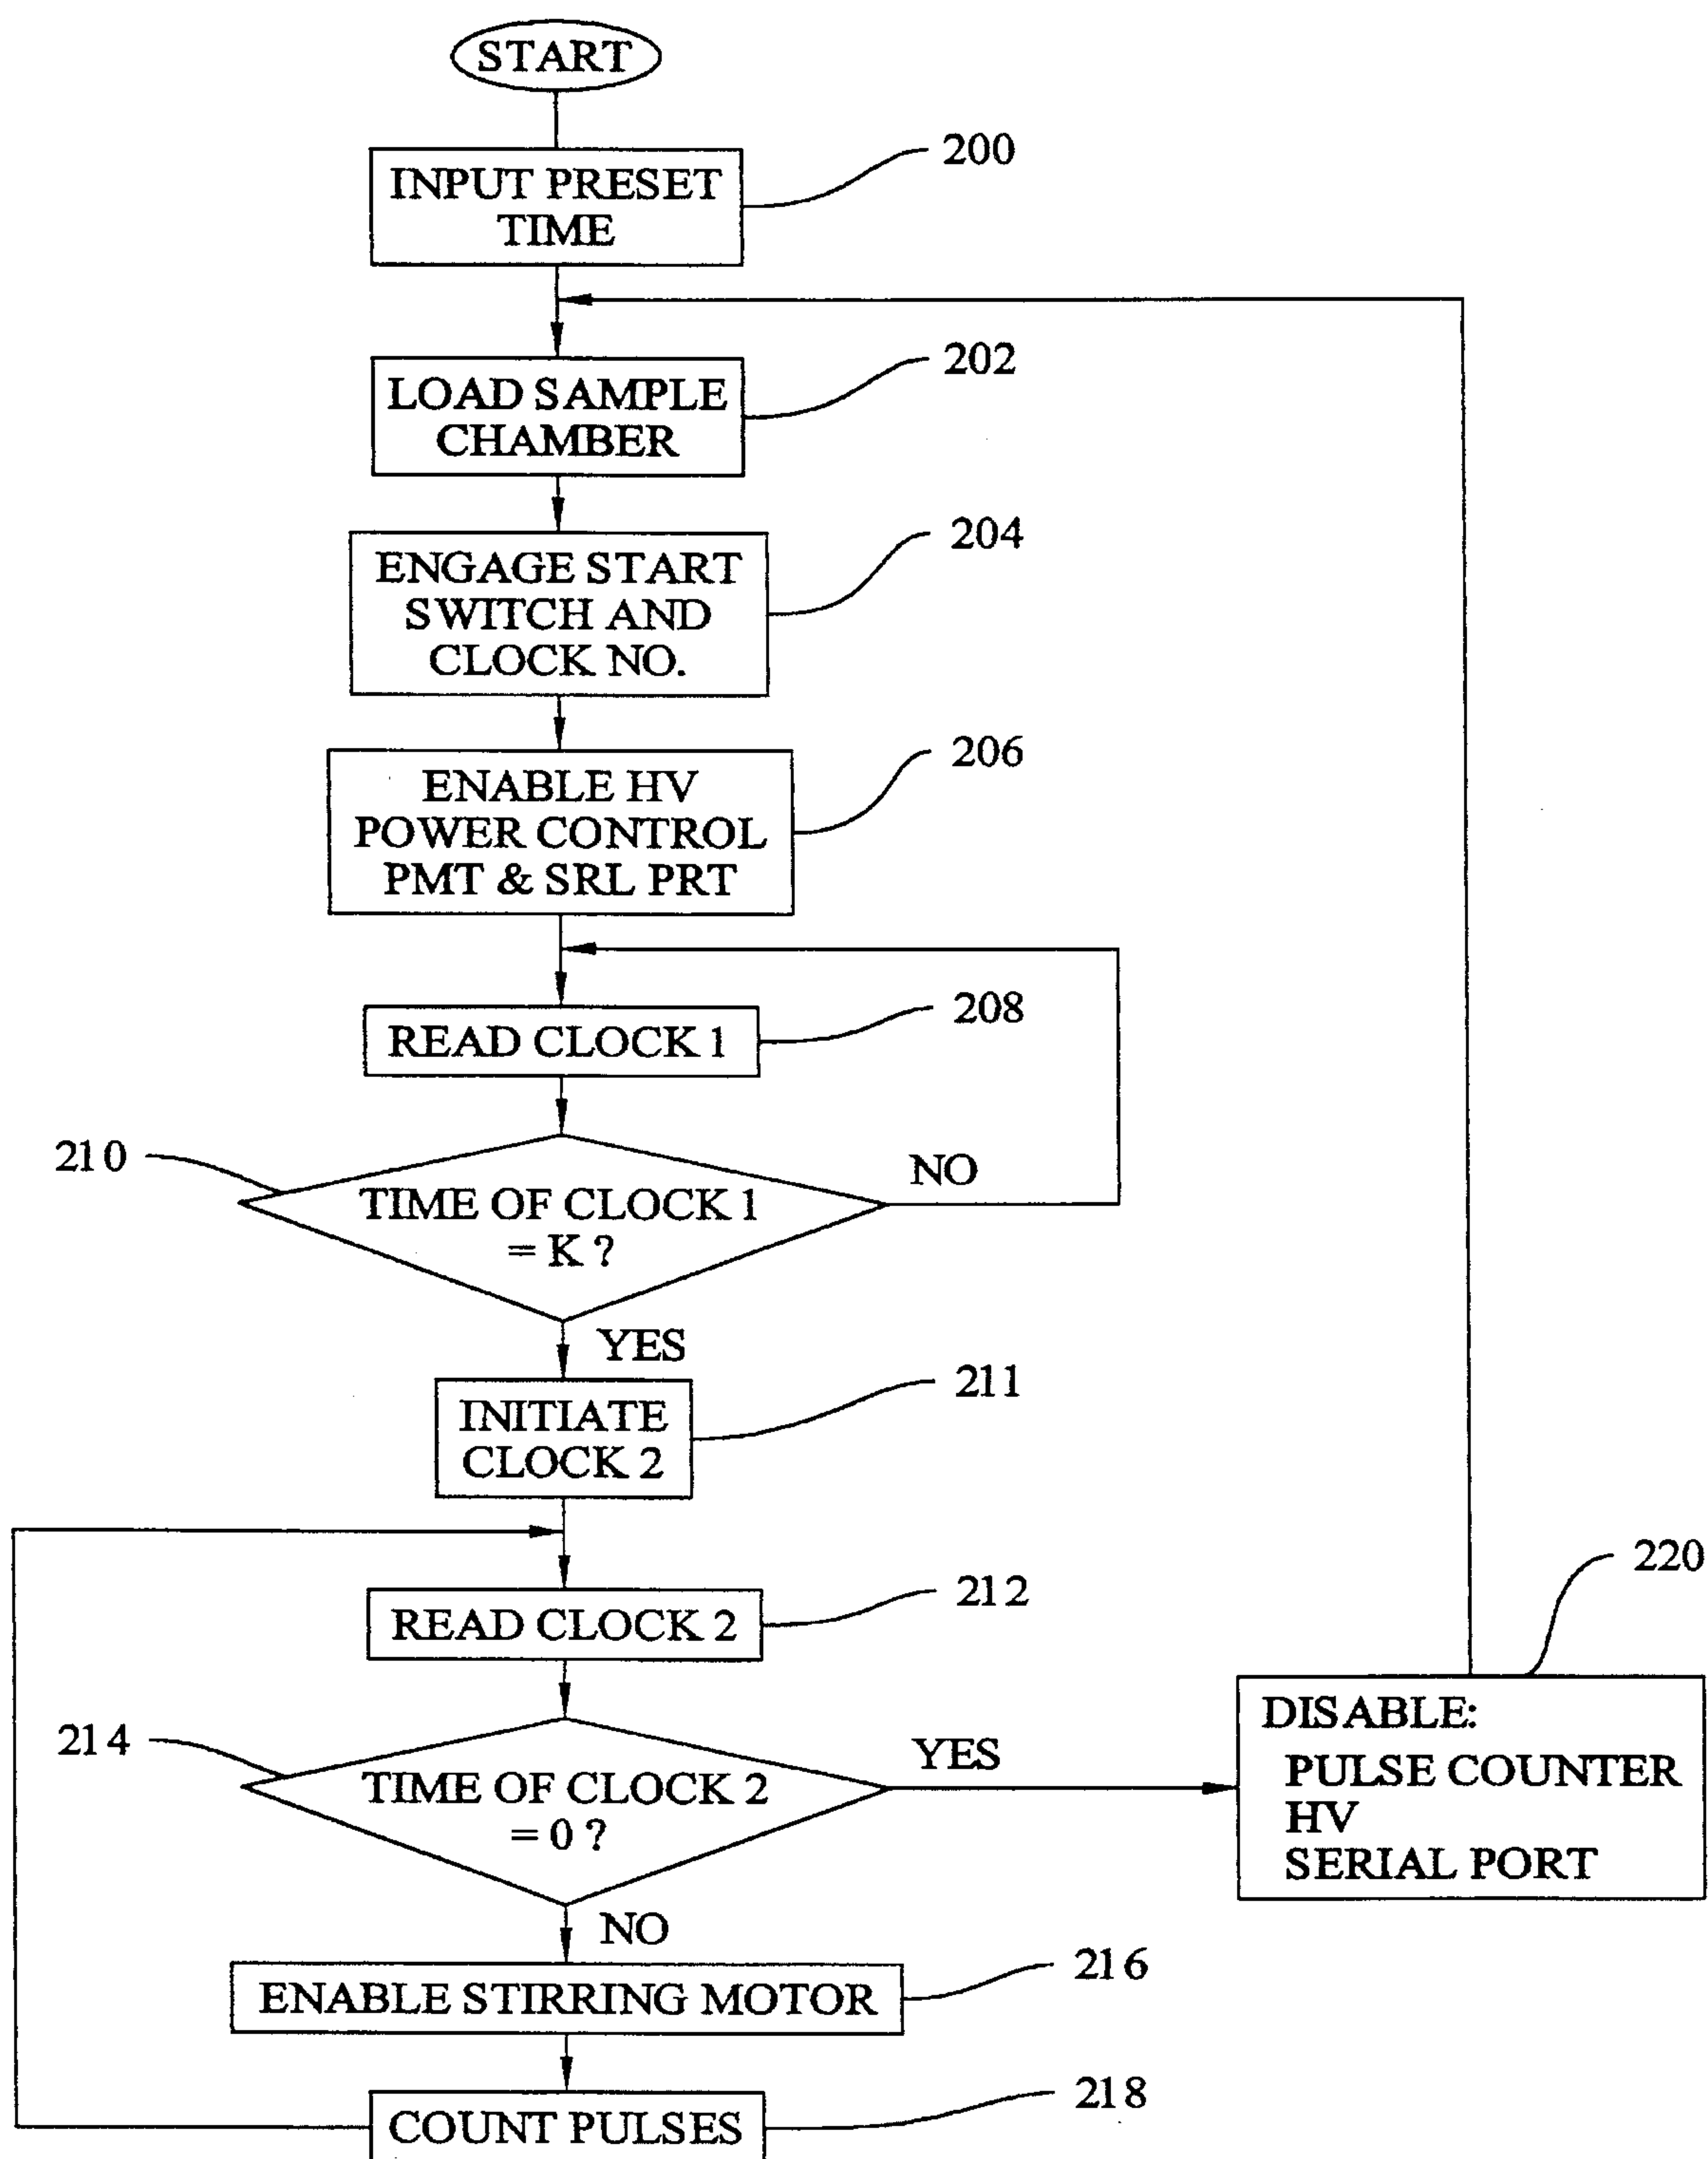 START
200
INPUT PRESET
TIME
202
LOAD SAMPLE
CHAMBER
204
ENGAGE START
SWITCH AND
CLOCK NO.
206
ENABLE HV
POWER CONTROL
PMT & SRL PRT
208
READ CLOCK 1
210
NO
TIME OF CLOCK 1
= K ?
YES
211
INITIATE
CLOCK 2
212
READ CLOCK 2
220
DISABLE:
PULSE COUNTER
HV
SERIAL PORT
214
YES
TIME OF CLOCK 2
= 0 ?
NO
216
ENABLE STIRRING MOTOR
218
COUNT PULSES